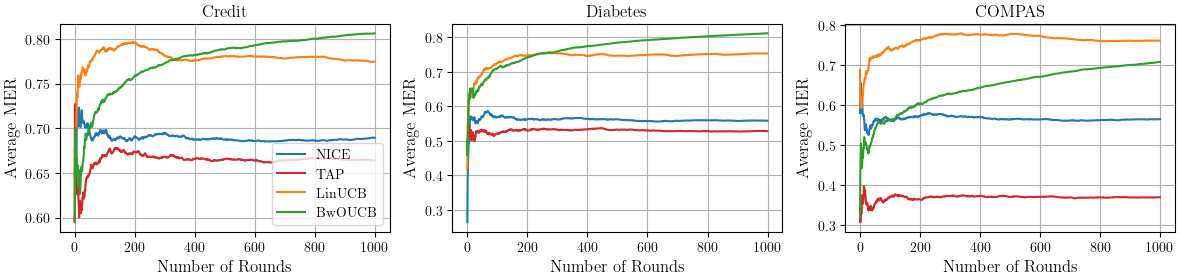 Credit
Average MER
0.80
0.75
0.70
0.65
0.60
0
200
400
600
800
1000
Number of Rounds
NICE
TAP
LinUCB
BwOUCB
Diabetes
Average MER
0.8
0.7
0.6
0.5
0.4
0.3
0
200
400
600
800
1000
Number of Rounds
COMPAS
Average MER
0.8
0.7
0.6
0.5
0.4
0.3
0
200
400
600
800
1000
Number of Rounds